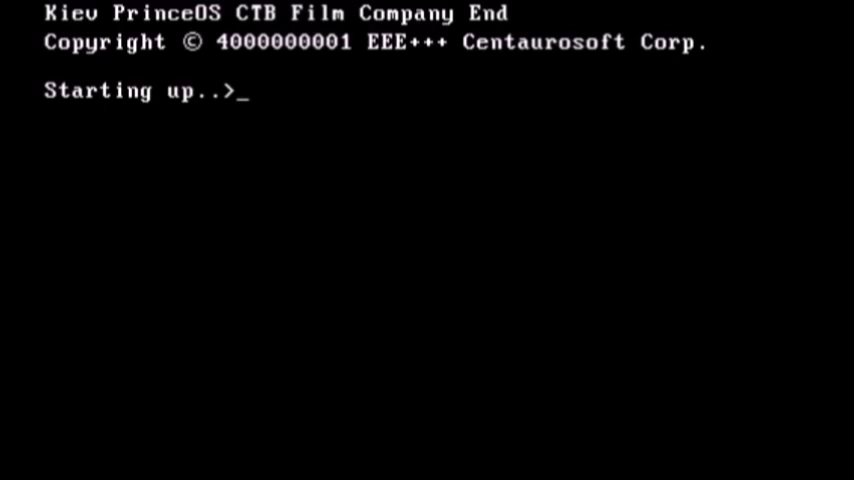 Kiev PrinceOS CTB Film Company End
Copyright © 4000000001 EEE+++ Centaurosoft Corp.
Starting up..>_